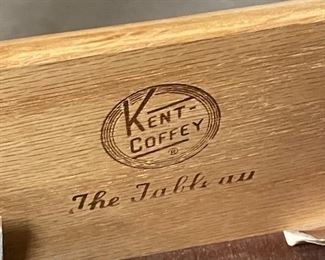 KENT-
COFFEY
®
The Tableau